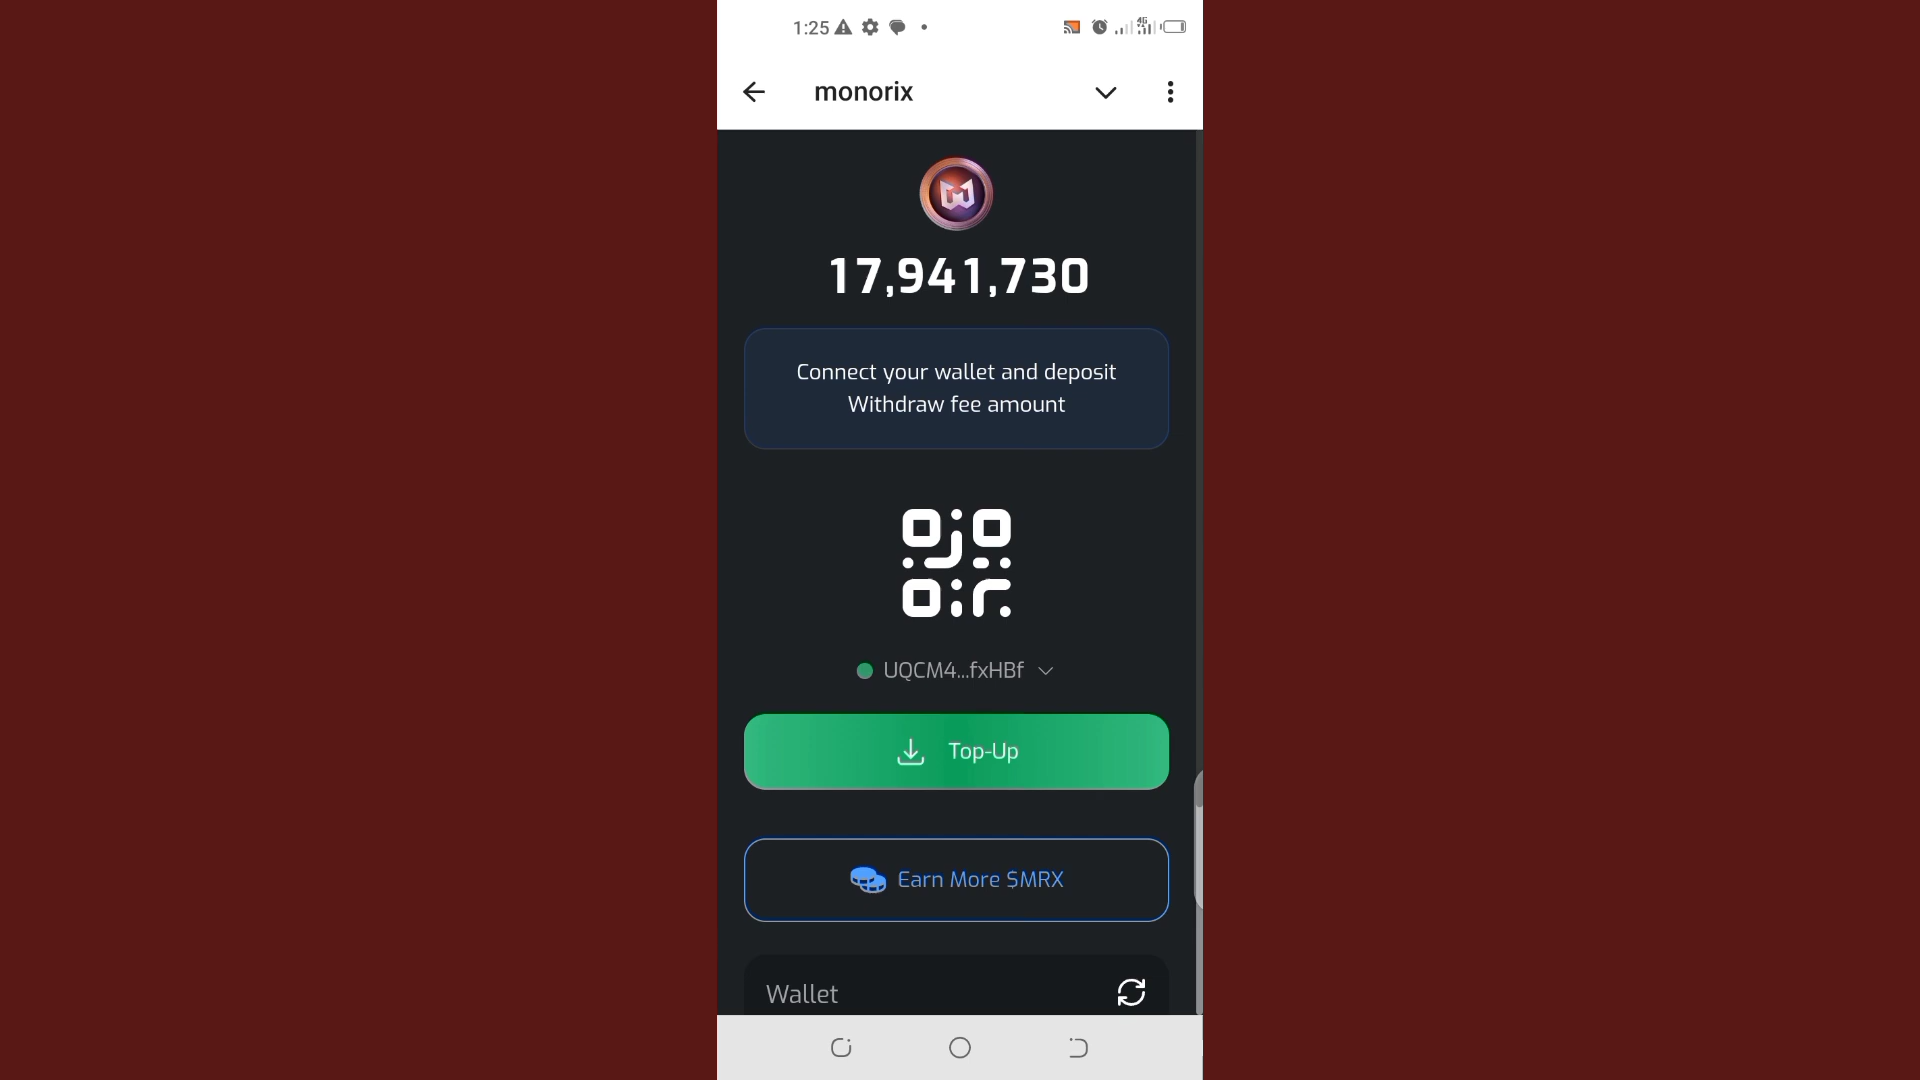 1:25
4G
monorix
17,941,730
Connect your wallet and deposit
Withdraw fee amount
UQCM4...fxHBf
Top-Up
Earn More $MRX
Wallet